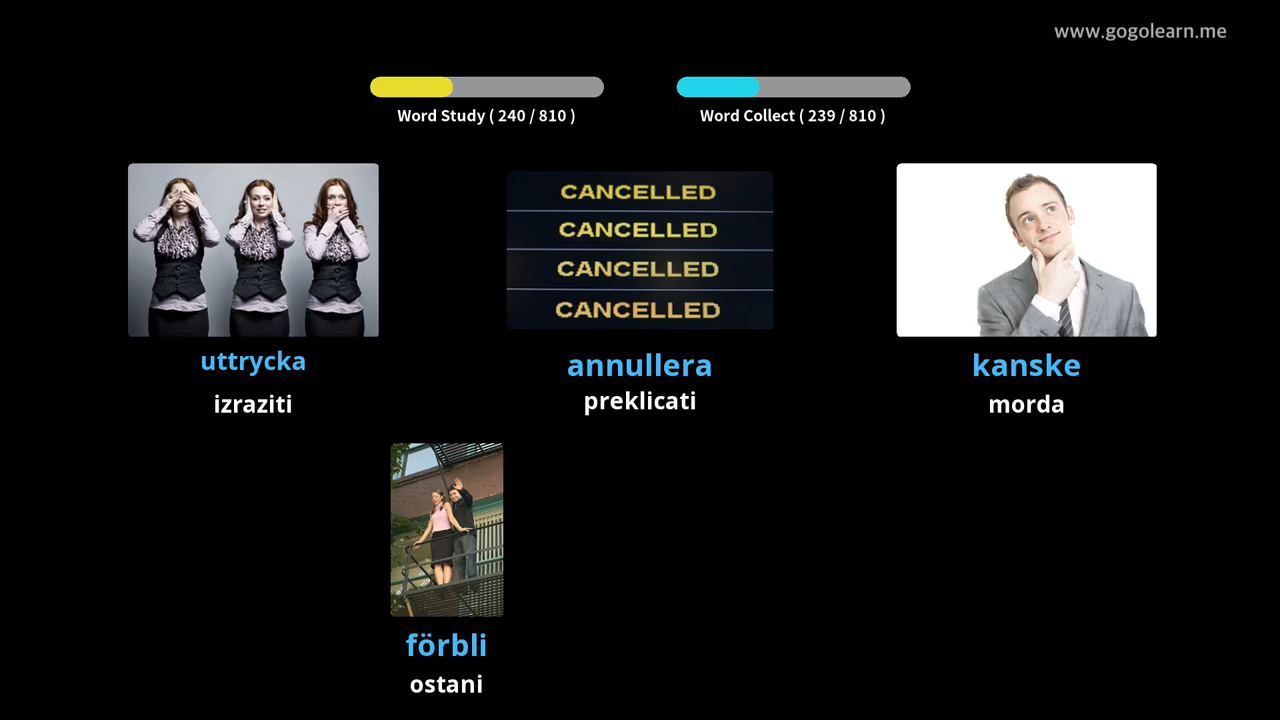 www.gogolearn.me
Word Study ( 240 / 810 )
Word Collect ( 239 / 810 )
CANCELLED
CANCELLED
CANCELLED
CANCELLED
uttrycka
izraziti
annullera
preklicati
kanske
morda
förbli
ostani